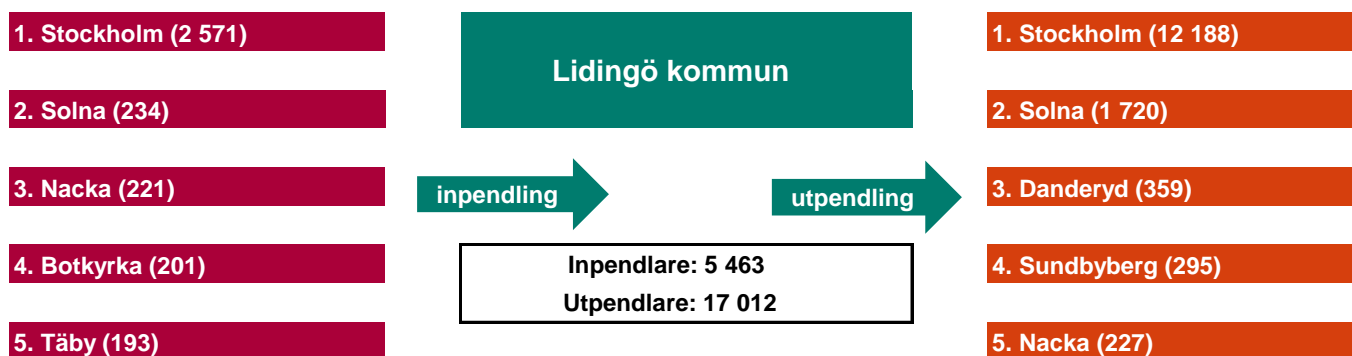 1. Stockholm (2 571)
2. Solna (234)
3. Nacka (221)
4. Botkyrka (201)
5. Täby (193)
Lidingö kommun
inpendling
utpendling
Inpendlare: 5 463
Utpendlare: 17 012
1. Stockholm (12 188)
2. Solna (1 720)
3. Danderyd (359)
4. Sundbyberg (295)
5. Nacka (227)